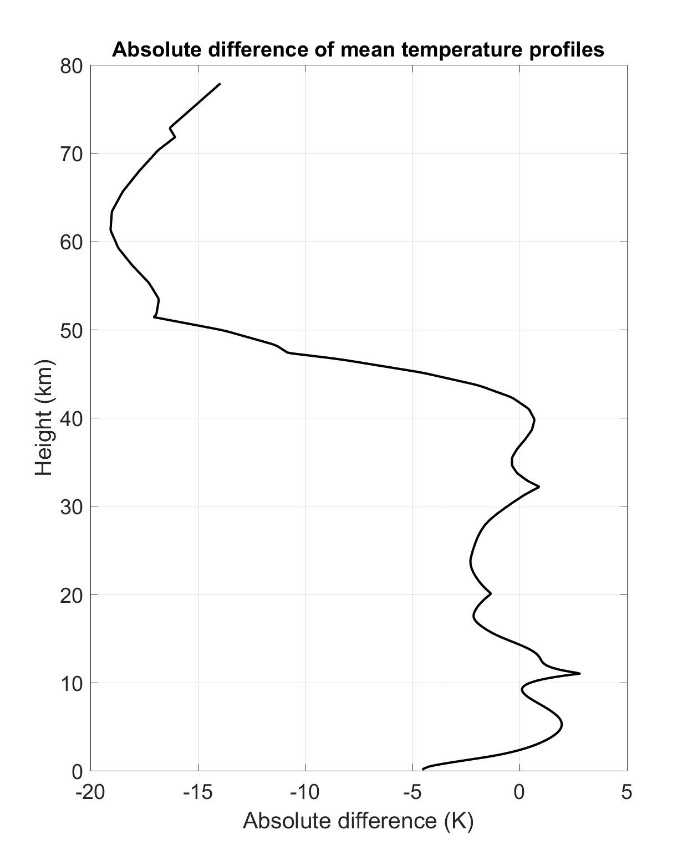 Absolute difference of mean temperature profiles
80
70
60
50
40
30
20
10
0
Height (km)
-20 -15 -10 -5 0 5
Absolute difference (K)